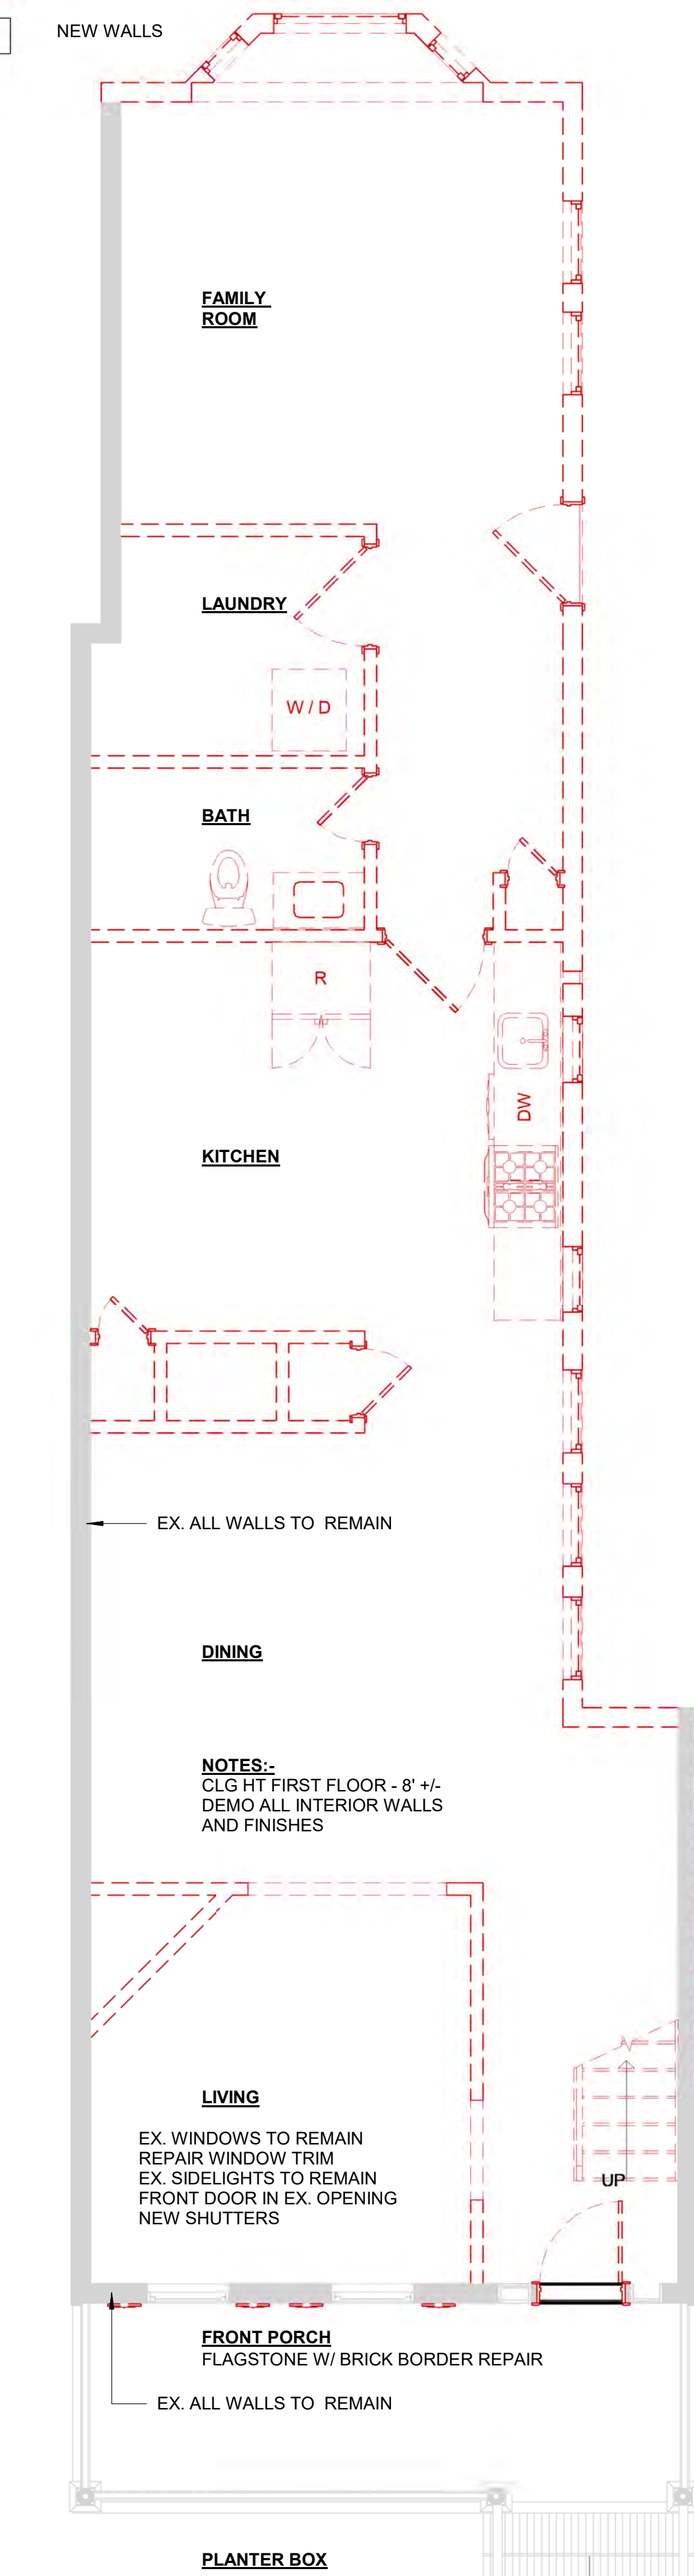 NEW WALLS
FAMILY
ROOM
LAUNDRY
W / D
BATH
R
DW
KITCHEN
EX. ALL WALLS TO REMAIN
DINING
NOTES:-
CLG HT FIRST FLOOR - 8' +/-
DEMO ALL INTERIOR WALLS
AND FINISHES
LIVING
EX. WINDOWS TO REMAIN
REPAIR WINDOW TRIM
EX. SIDELIGHTS TO REMAIN
FRONT DOOR IN EX. OPENING
NEW SHUTTERS
UP
FRONT PORCH
FLAGSTONE W/ BRICK BORDER REPAIR
EX. ALL WALLS TO REMAIN
PLANTER BOX